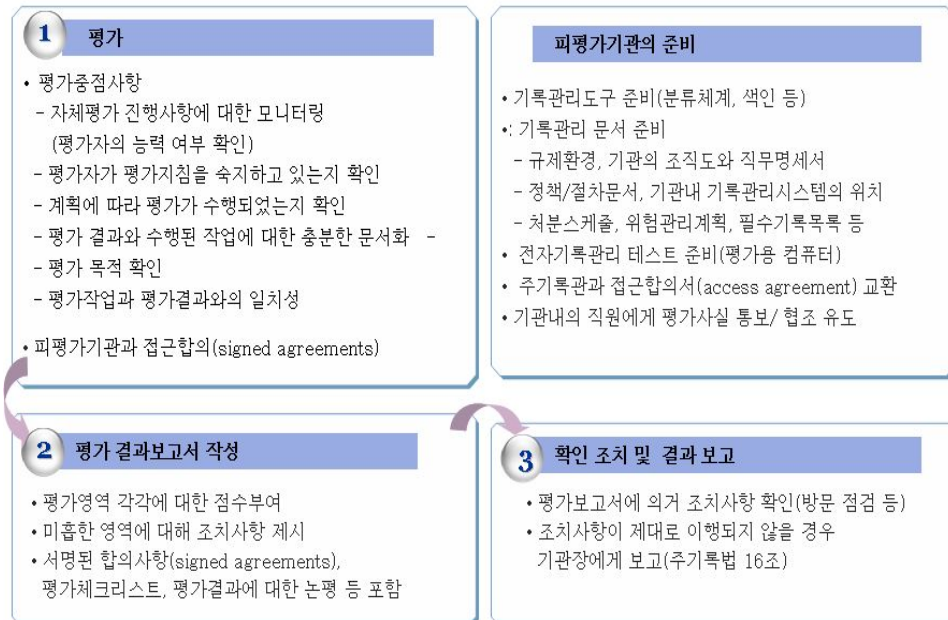 1 평가
• 평가중점사항
- 자체평가 진행사항에 대한 모니터링
(평가자의 능력 여부 확인)
- 평가자가 평가지침을 숙지하고 있는지 확인
- 계획에 따라 평가가 수행되었는지 확인
- 평가 결과와 수행된 작업에 대한 충분한 문서화 -
- 평가 목적 확인
- 평가작업과 평가결과와의 일치성
• 피평가기관과 접근합의(signed agreements)
피평가기관의 준비
• 기록관리도구 준비(분류체계, 색인 등)
•: 기록관리 문서 준비
- 규제환경, 기관의 조직도와 직무명세서
- 정책/절차문서, 기관내 기록관리시스템의 위치
- 처분스케줄, 위험관리계획, 필수기록목록 등
• 전자기록관리 테스트 준비(평가용 컴퓨터)
• 주기록관과 접근합의서(access agreement) 교환
• 기관내의 직원에게 평가사실 통보/ 협조 유도
2 평가 결과보고서 작성
• 평가영역 각각에 대한 점수부여
• 미흡한 영역에 대해 조치사항 제시
• 서명된 합의사항(signed agreements),
평가체크리스트, 평가결과에 대한 논평 등 포함
3 확인 조치 및 결과 보고
• 평가보고서에 의거 조치사항 확인(방문 점검 등)
• 조치사항이 제대로 이행되지 않을 경우
기관장에게 보고(주기록법 16조)